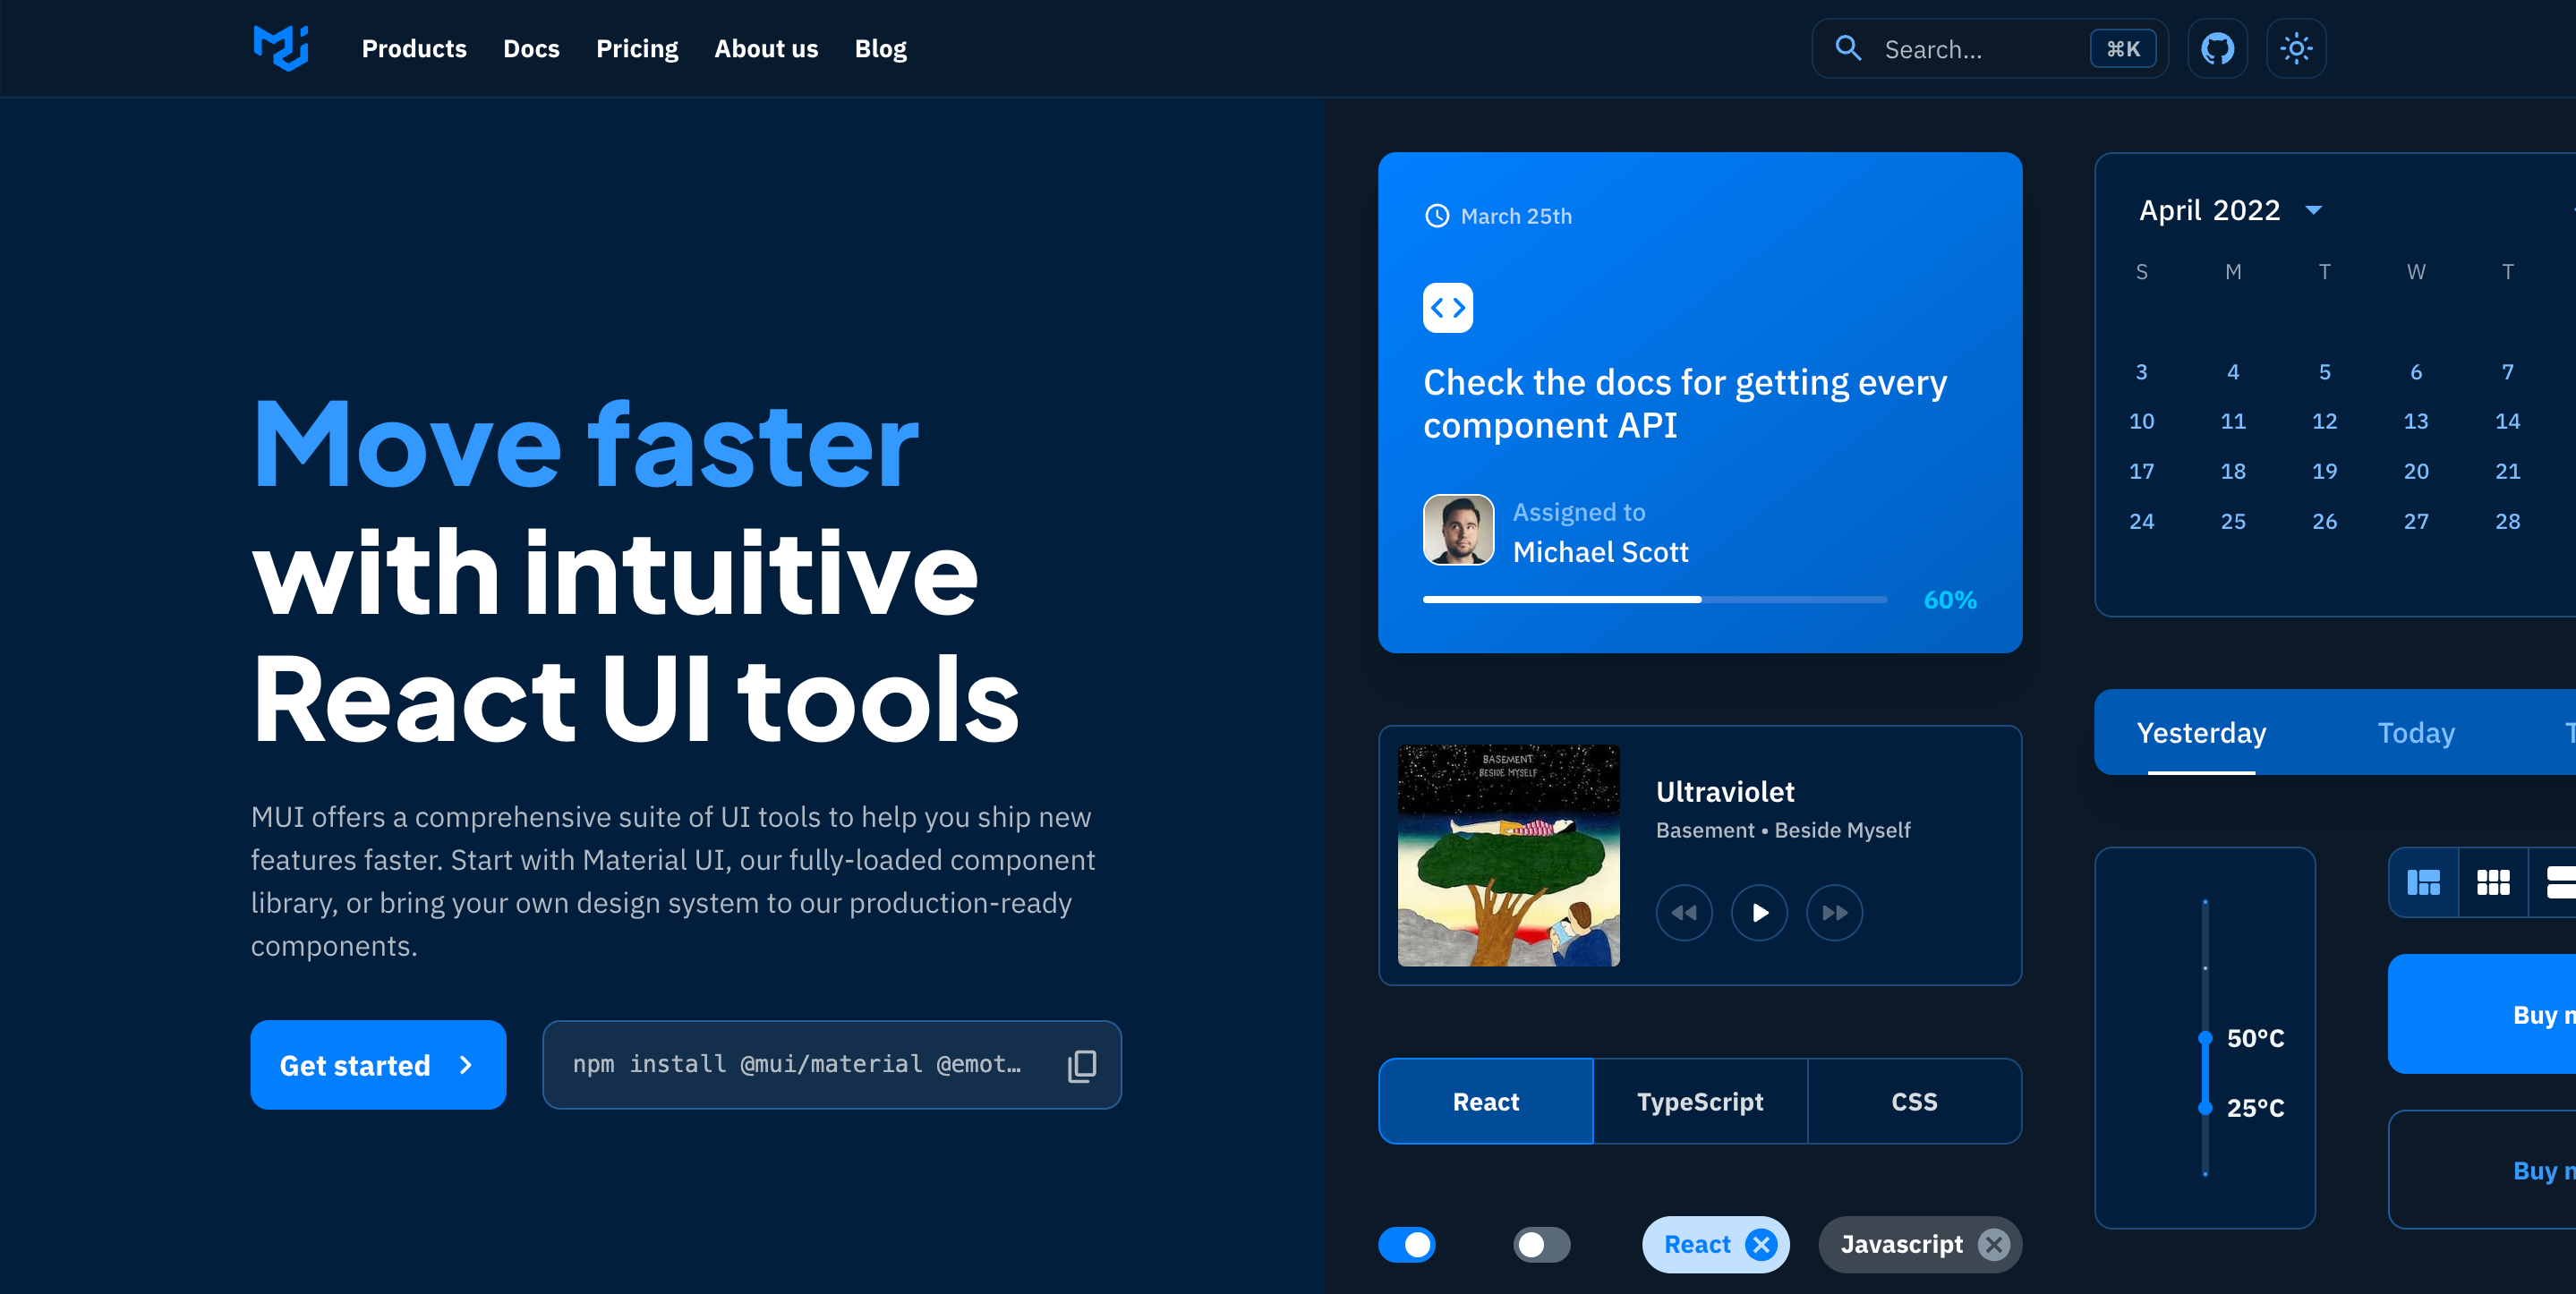 Products Docs Pricing About us Blog
Search... ⌘K
Move faster
with intuitive
React UI tools
MUI offers a comprehensive suite of UI tools to help you ship new
features faster. Start with Material UI, our fully-loaded component
library, or bring your own design system to our production-ready
components.
Get started
npm install @mui/material @emot…
March 25th
Check the docs for getting every
component API
Assigned to
Michael Scott
60%
BASEMENT
BESIDE MYSELF
Ultraviolet
Basement • Beside Myself
React TypeScript CSS
React Javascript
April 2022
S M T W T
3 4 5 6 7
10 11 12 13 14
17 18 19 20 21
24 25 26 27 28
Yesterday Today
50°C
25°C
Buy
Buy